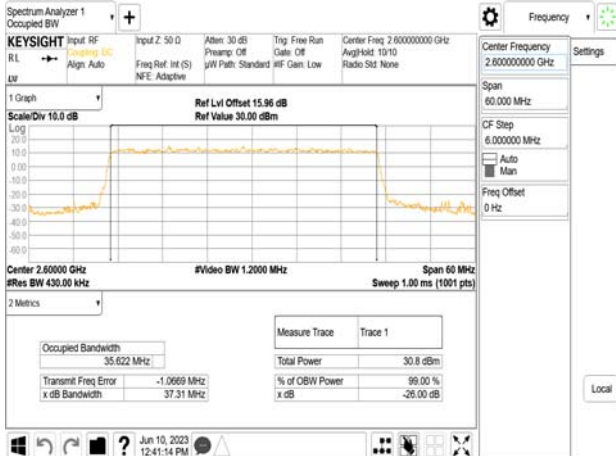 Spectrum Analyzer 1
Occupied BW
+
Frequency
KEYSIGHT Input: RF Input Z: 50 Ω Atten: 30 dB Trig: Free Run Center Freq: 2.600000000 GHz
RL Coupling: DC Preamp: Off Gate: Off Avg|Hold: 10/10
Align: Auto Freq Ref: Int (S) µW Path: Standard #IF Gain: Low Radio Std: None
NFE: Adaptive
Center Frequency
2.600000000 GHz
Settings
Span
60.000 MHz
CF Step
6.000000 MHz
Auto
Man
Freq Offset
0 Hz
Local
1 Graph
Ref Lvl Offset 15.96 dB
Scale/Div 10.0 dB Ref Value 30.00 dBm
Log
20.0
10.0
0.00
-10.0
-20.0
-30.0
-40.0
-50.0
-60.0
Center 2.60000 GHz #Video BW 1.2000 MHz Span 60 MHz
#Res BW 430.00 kHz Sweep 1.00 ms (1001 pts)
2 Metrics
Measure Trace Trace 1
Occupied Bandwidth
35.622 MHz Total Power 30.8 dBm
Transmit Freq Error -1.0669 MHz % of OBW Power 99.00 %
x dB Bandwidth 37.31 MHz x dB -26.00 dB
? Jun 10, 2023
12:41:14 PM